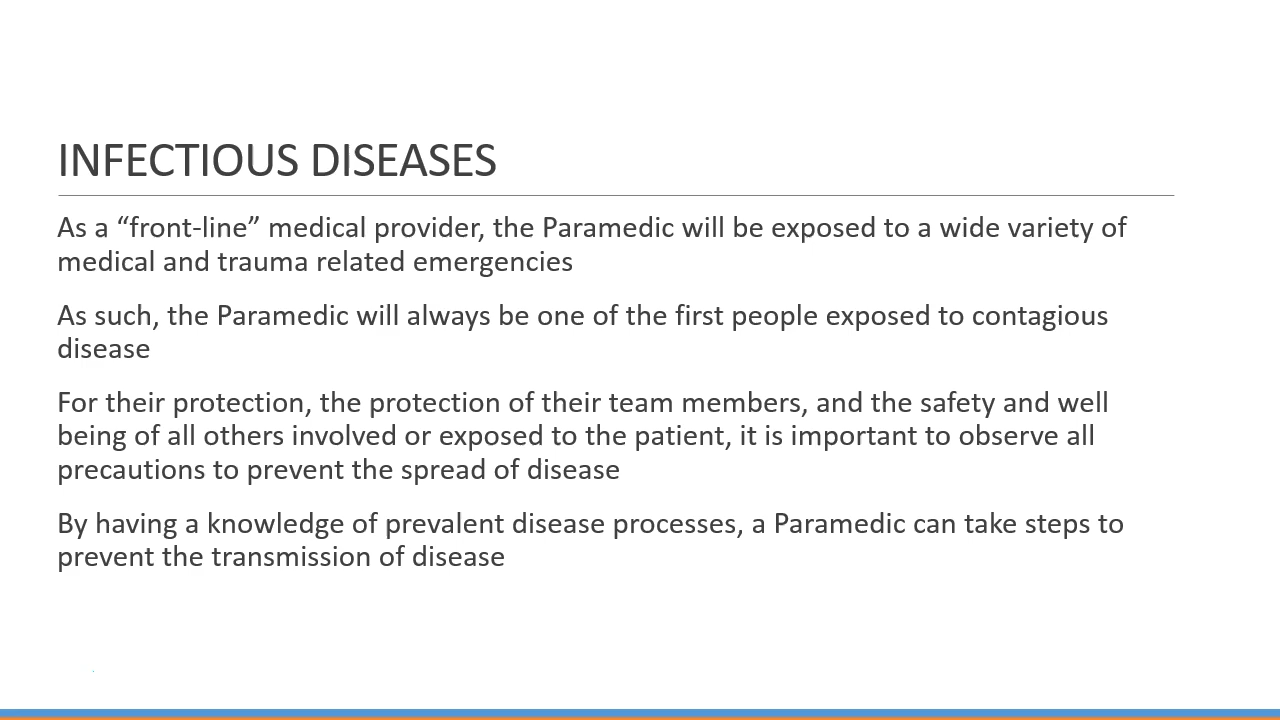 INFECTIOUS DISEASES
As a “front-line” medical provider, the Paramedic will be exposed to a wide variety of
medical and trauma related emergencies
As such, the Paramedic will always be one of the first people exposed to contagious
disease
For their protection, the protection of their team members, and the safety and well
being of all others involved or exposed to the patient, it is important to observe all
precautions to prevent the spread of disease
By having a knowledge of prevalent disease processes, a Paramedic can take steps to
prevent the transmission of disease